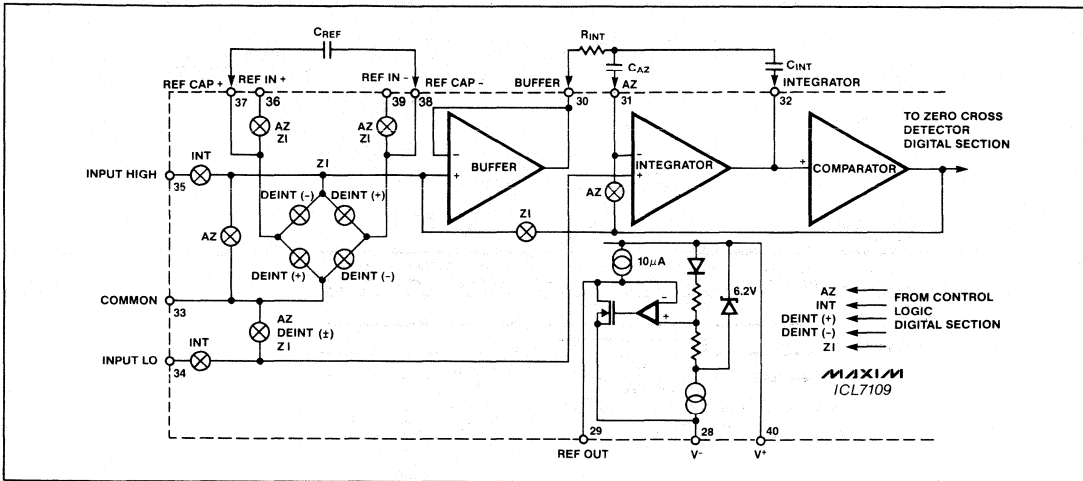 CREF
RINT
CAZ
CINT
REF CAP +
REF IN +
REF IN -
REF CAP -
BUFFER
AZ
INTEGRATOR
37
36
39
38
30
31
32
TO ZERO CROSS
DETECTOR
DIGITAL SECTION
AZ
ZI
AZ
ZI
INT
ZI
INPUT HIGH
35
-
+
BUFFER
-
+
INTEGRATOR
+
COMPARATOR
DEINT (-)
DEINT (+)
AZ
AZ
ZI
DEINT (+)
DEINT (-)
10µA
6.2V
COMMON
33
-
+
AZ
DEINT (±)
ZI
INT
INPUT LO
34
AZ
INT
DEINT (+)
DEINT (-)
ZI
FROM CONTROL
LOGIC
DIGITAL SECTION
MAXIM
ICL7109
29
28
40
REF OUT
V-
V+